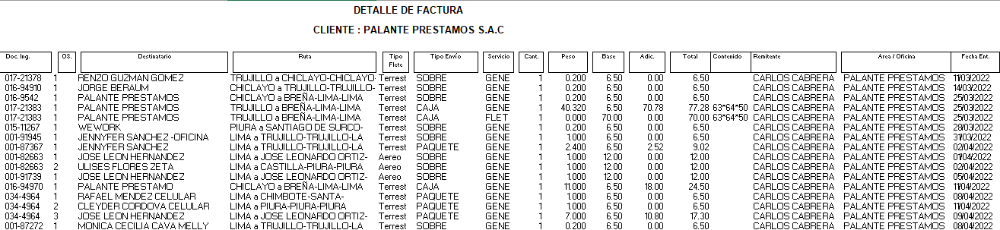 DETALLE DE FACTURA
CLIENTE : PALANTE PRESTAMOS S.A.C
Doc. Ing. OS. Destinatario Ruta Tipo Flete Tipo Envío Servicio Cant. Peso Base Adic. Total Contenido Remitente Area / Oficina Fecha Ent.
017-21378 1 RENZO GUZMAN GOMEZ TRUJILLO a CHICLAYO-CHICLAYO- Terrest SOBRE GENE 1 0.200 6.50 0.00 6.50 CARLOS CABRERA PALANTE PRESTAMOS 11/03/2022
016-94910 1 JORGE BERAUM CHICLAYO a TRUJILLO-TRUJILLO- Terrest SOBRE GENE 1 0.200 6.50 0.00 6.50 CARLOS CABRERA PALANTE PRESTAMOS 14/03/2022
016-9542 1 PALANTE PRESTAMOS CHICLAYO a BREÑA-LIMA-LIMA Terrest SOBRE GENE 1 0.200 6.50 0.00 6.50 CARLOS CABRERA PALANTE PRESTAMOS 25/03/2022
017-21383 1 PALANTE PRESTAMOS TRUJILLO a BREÑA-LIMA-LIMA Terrest CAJA GENE 1 40.320 6.50 70.78 77.28 63*64*50 CARLOS CABRERA PALANTE PRESTAMOS 25/03/2022
017-21383 1 PALANTE PRESTAMOS TRUJILLO a BREÑA-LIMA-LIMA Terrest CAJA FLET 1 0.000 70.00 0.00 70.00 63*64*50 CARLOS CABRERA PALANTE PRESTAMOS 25/03/2022
015-11267 1 WEWORK PIURA a SANTIAGO DE SURCO- Terrest SOBRE GENE 1 0.200 6.50 0.00 6.50 CARLOS CABRERA PALANTE PRESTAMOS 28/03/2022
001-91945 1 JENNYFER SANCHEZ -OFICINA LIMA a TRUJILLO-TRUJILLO-LA Terrest SOBRE GENE 1 1.000 6.50 0.00 6.50 CARLOS CABRERA PALANTE PRESTAMOS 31/03/2022
001-87367 1 JENNYFER SANCHEZ LIMA a TRUJILLO-TRUJILLO-LA Terrest PAQUETE GENE 1 2.400 6.50 2.52 9.02 CARLOS CABRERA PALANTE PRESTAMOS 02/04/2022
001-82663 1 JOSE LEON HERNANDEZ LIMA a JOSE LEONARDO ORTIZ- Aereo SOBRE GENE 1 1.000 12.00 0.00 12.00 CARLOS CABRERA PALANTE PRESTAMOS 01/04/2022
001-82663 2 ULISES FLORES ZETA LIMA a CASTILLA-PIURA-PIURA Aereo SOBRE GENE 1 1.000 12.00 0.00 12.00 CARLOS CABRERA PALANTE PRESTAMOS 02/04/2022
001-91739 1 JOSE LEON HERNANDEZ LIMA a JOSE LEONARDO ORTIZ- Aereo SOBRE GENE 1 1.000 12.00 0.00 12.00 CARLOS CABRERA PALANTE PRESTAMOS 05/04/2022
016-94970 1 PALANTE PRESTAMO CHICLAYO a BREÑA-LIMA-LIMA Terrest CAJA GENE 1 11.000 6.50 18.00 24.50 CARLOS CABRERA PALANTE PRESTAMOS 11/04/2022
034-4964 1 RAFAEL MENDEZ CELULAR LIMA a CHIMBOTE-SANTA- Terrest PAQUETE GENE 1 1.000 6.50 0.00 6.50 CARLOS CABRERA PALANTE PRESTAMOS 08/04/2022
034-4964 2 CLEYDER CORDOVA CELULAR LIMA a PIURA-PIURA-PIURA Terrest PAQUETE GENE 1 1.000 6.50 0.00 6.50 CARLOS CABRERA PALANTE PRESTAMOS 11/04/2022
034-4964 3 JOSE LEON HERNANDEZ LIMA a JOSE LEONARDO ORTIZ- Terrest PAQUETE GENE 1 7.000 6.50 10.80 17.30 CARLOS CABRERA PALANTE PRESTAMOS 09/04/2022
001-87272 1 MONICA CECILIA CAVA MELLY LIMA a TRUJILLO-TRUJILLO-LA Terrest SOBRE GENE 1 0.200 6.50 0.00 6.50 CARLOS CABRERA PALANTE PRESTAMOS 08/04/2022